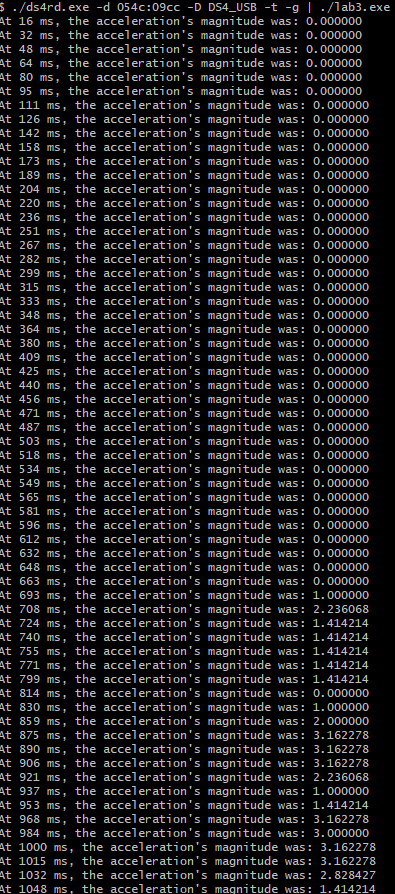 $ ./ds4rd.exe -d 054c:09cc -D DS4_USB -t -g | ./lab3.exe
At 16 ms, the acceleration's magnitude was: 0.000000
At 32 ms, the acceleration's magnitude was: 0.000000
At 48 ms, the acceleration's magnitude was: 0.000000
At 64 ms, the acceleration's magnitude was: 0.000000
At 80 ms, the acceleration's magnitude was: 0.000000
At 95 ms, the acceleration's magnitude was: 0.000000
At 111 ms, the acceleration's magnitude was: 0.000000
At 126 ms, the acceleration's magnitude was: 0.000000
At 142 ms, the acceleration's magnitude was: 0.000000
At 158 ms, the acceleration's magnitude was: 0.000000
At 173 ms, the acceleration's magnitude was: 0.000000
At 189 ms, the acceleration's magnitude was: 0.000000
At 204 ms, the acceleration's magnitude was: 0.000000
At 220 ms, the acceleration's magnitude was: 0.000000
At 236 ms, the acceleration's magnitude was: 0.000000
At 251 ms, the acceleration's magnitude was: 0.000000
At 267 ms, the acceleration's magnitude was: 0.000000
At 282 ms, the acceleration's magnitude was: 0.000000
At 299 ms, the acceleration's magnitude was: 0.000000
At 315 ms, the acceleration's magnitude was: 0.000000
At 333 ms, the acceleration's magnitude was: 0.000000
At 348 ms, the acceleration's magnitude was: 0.000000
At 364 ms, the acceleration's magnitude was: 0.000000
At 380 ms, the acceleration's magnitude was: 0.000000
At 409 ms, the acceleration's magnitude was: 0.000000
At 425 ms, the acceleration's magnitude was: 0.000000
At 440 ms, the acceleration's magnitude was: 0.000000
At 456 ms, the acceleration's magnitude was: 0.000000
At 471 ms, the acceleration's magnitude was: 0.000000
At 487 ms, the acceleration's magnitude was: 0.000000
At 503 ms, the acceleration's magnitude was: 0.000000
At 518 ms, the acceleration's magnitude was: 0.000000
At 534 ms, the acceleration's magnitude was: 0.000000
At 549 ms, the acceleration's magnitude was: 0.000000
At 565 ms, the acceleration's magnitude was: 0.000000
At 581 ms, the acceleration's magnitude was: 0.000000
At 596 ms, the acceleration's magnitude was: 0.000000
At 612 ms, the acceleration's magnitude was: 0.000000
At 632 ms, the acceleration's magnitude was: 0.000000
At 648 ms, the acceleration's magnitude was: 0.000000
At 663 ms, the acceleration's magnitude was: 0.000000
At 693 ms, the acceleration's magnitude was: 1.000000
At 708 ms, the acceleration's magnitude was: 2.236068
At 724 ms, the acceleration's magnitude was: 1.414214
At 740 ms, the acceleration's magnitude was: 1.414214
At 755 ms, the acceleration's magnitude was: 1.414214
At 771 ms, the acceleration's magnitude was: 1.414214
At 799 ms, the acceleration's magnitude was: 1.414214
At 814 ms, the acceleration's magnitude was: 0.000000
At 830 ms, the acceleration's magnitude was: 1.000000
At 859 ms, the acceleration's magnitude was: 2.000000
At 875 ms, the acceleration's magnitude was: 3.162278
At 890 ms, the acceleration's magnitude was: 3.162278
At 906 ms, the acceleration's magnitude was: 3.162278
At 921 ms, the acceleration's magnitude was: 2.236068
At 937 ms, the acceleration's magnitude was: 1.000000
At 953 ms, the acceleration's magnitude was: 1.414214
At 968 ms, the acceleration's magnitude was: 3.162278
At 984 ms, the acceleration's magnitude was: 3.000000
At 1000 ms, the acceleration's magnitude was: 3.162278
At 1015 ms, the acceleration's magnitude was: 3.162278
At 1032 ms, the acceleration's magnitude was: 2.828427
At 1048 ms, the acceleration's magnitude was: 1.414214